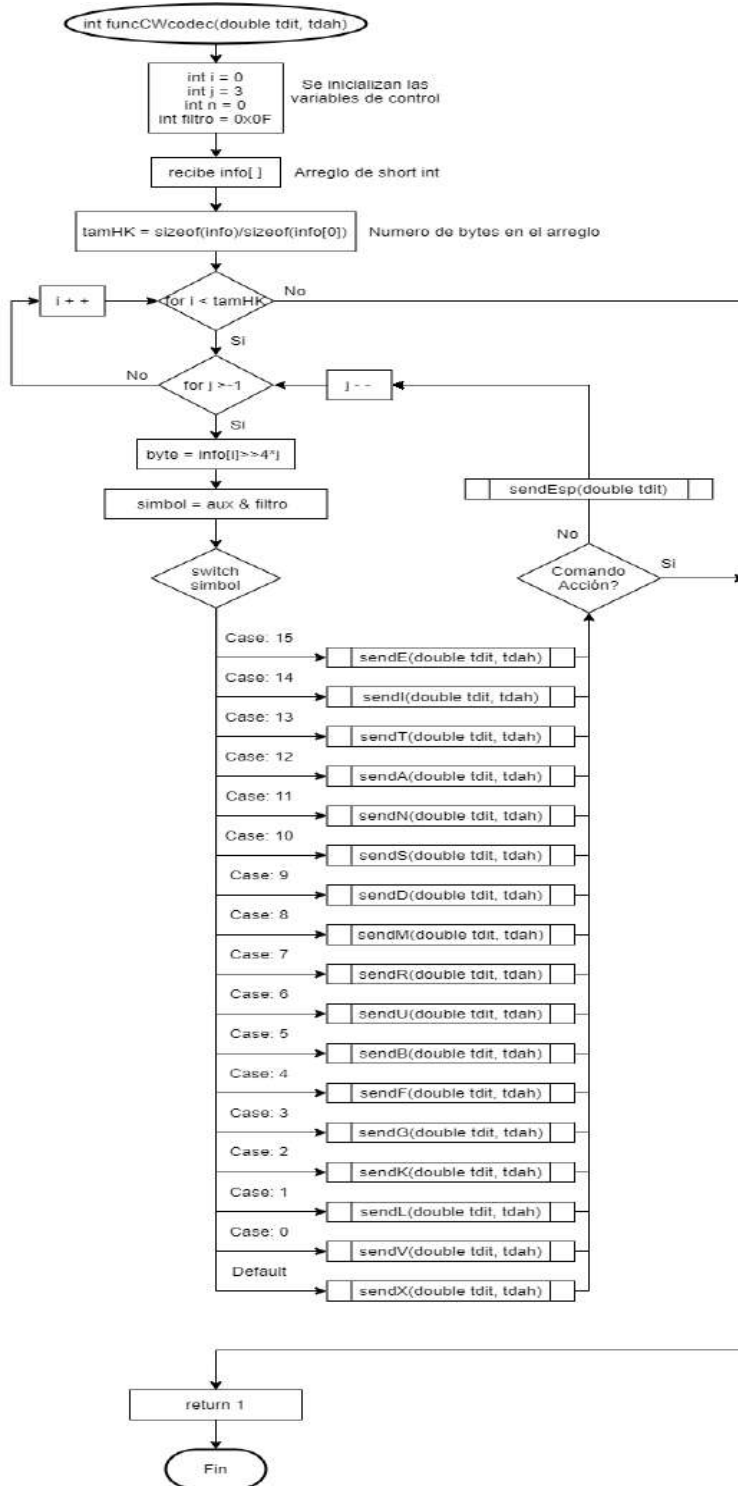 int funcCWcodec(double tdit, tdah)
int i = 0
int j = 3
int n = 0
int filtro = 0x0F
Se inicializan las
variables de control
recibe info[ ]
Arreglo de short int
tamHK = sizeof(info)/sizeof(info[0])
Numero de bytes en el arreglo
i + +
for i < tamHK
No
Si
No
for j >-1
j - -
Si
byte = info[i]>>4*j
simbol = aux & filtro
sendEsp(double tdit)
No
switch
simbol
Comando
Acción?
Si
Case: 15
sendE(double tdit, tdah)
Case: 14
sendI(double tdit, tdah)
Case: 13
sendT(double tdit, tdah)
Case: 12
sendA(double tdit, tdah)
Case: 11
sendN(double tdit, tdah)
Case: 10
sendS(double tdit, tdah)
Case: 9
sendD(double tdit, tdah)
Case: 8
sendM(double tdit, tdah)
Case: 7
sendR(double tdit, tdah)
Case: 6
sendU(double tdit, tdah)
Case: 5
sendB(double tdit, tdah)
Case: 4
sendF(double tdit, tdah)
Case: 3
sendG(double tdit, tdah)
Case: 2
sendK(double tdit, tdah)
Case: 1
sendL(double tdit, tdah)
Case: 0
sendV(double tdit, tdah)
Default
sendX(double tdit, tdah)
return 1
Fin